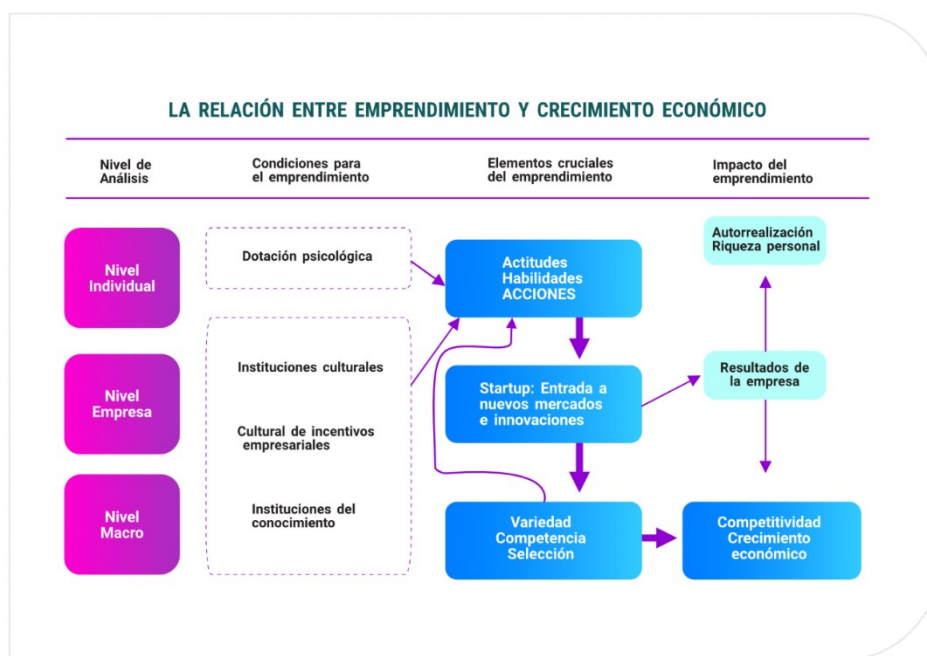 LA RELACIÓN ENTRE EMPRENDIMIENTO Y CRECIMIENTO ECONÓMICO
Nivel de
Análisis
Condiciones para
el emprendimiento
Elementos cruciales
del emprendimiento
Impacto del
emprendimiento
Nivel
Individual
Dotación psicológica
Actitudes
Habilidades
ACCIONES
Autorrealización
Riqueza personal
Nivel
Empresa
Instituciones culturales
Cultural de incentivos
empresariales
Startup: Entrada a
nuevos mercados
e innovaciones
Resultados de
la empresa
Nivel
Macro
Instituciones del
conocimiento
Variedad
Competencia
Selección
Competitividad
Crecimiento
económico